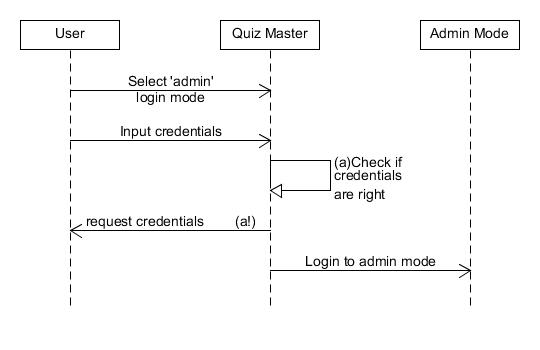 User
Quiz Master
Admin Mode
Select 'admin'
login mode
Input credentials
(a)Check if
credentials
are right
request credentials (a!)
Login to admin mode